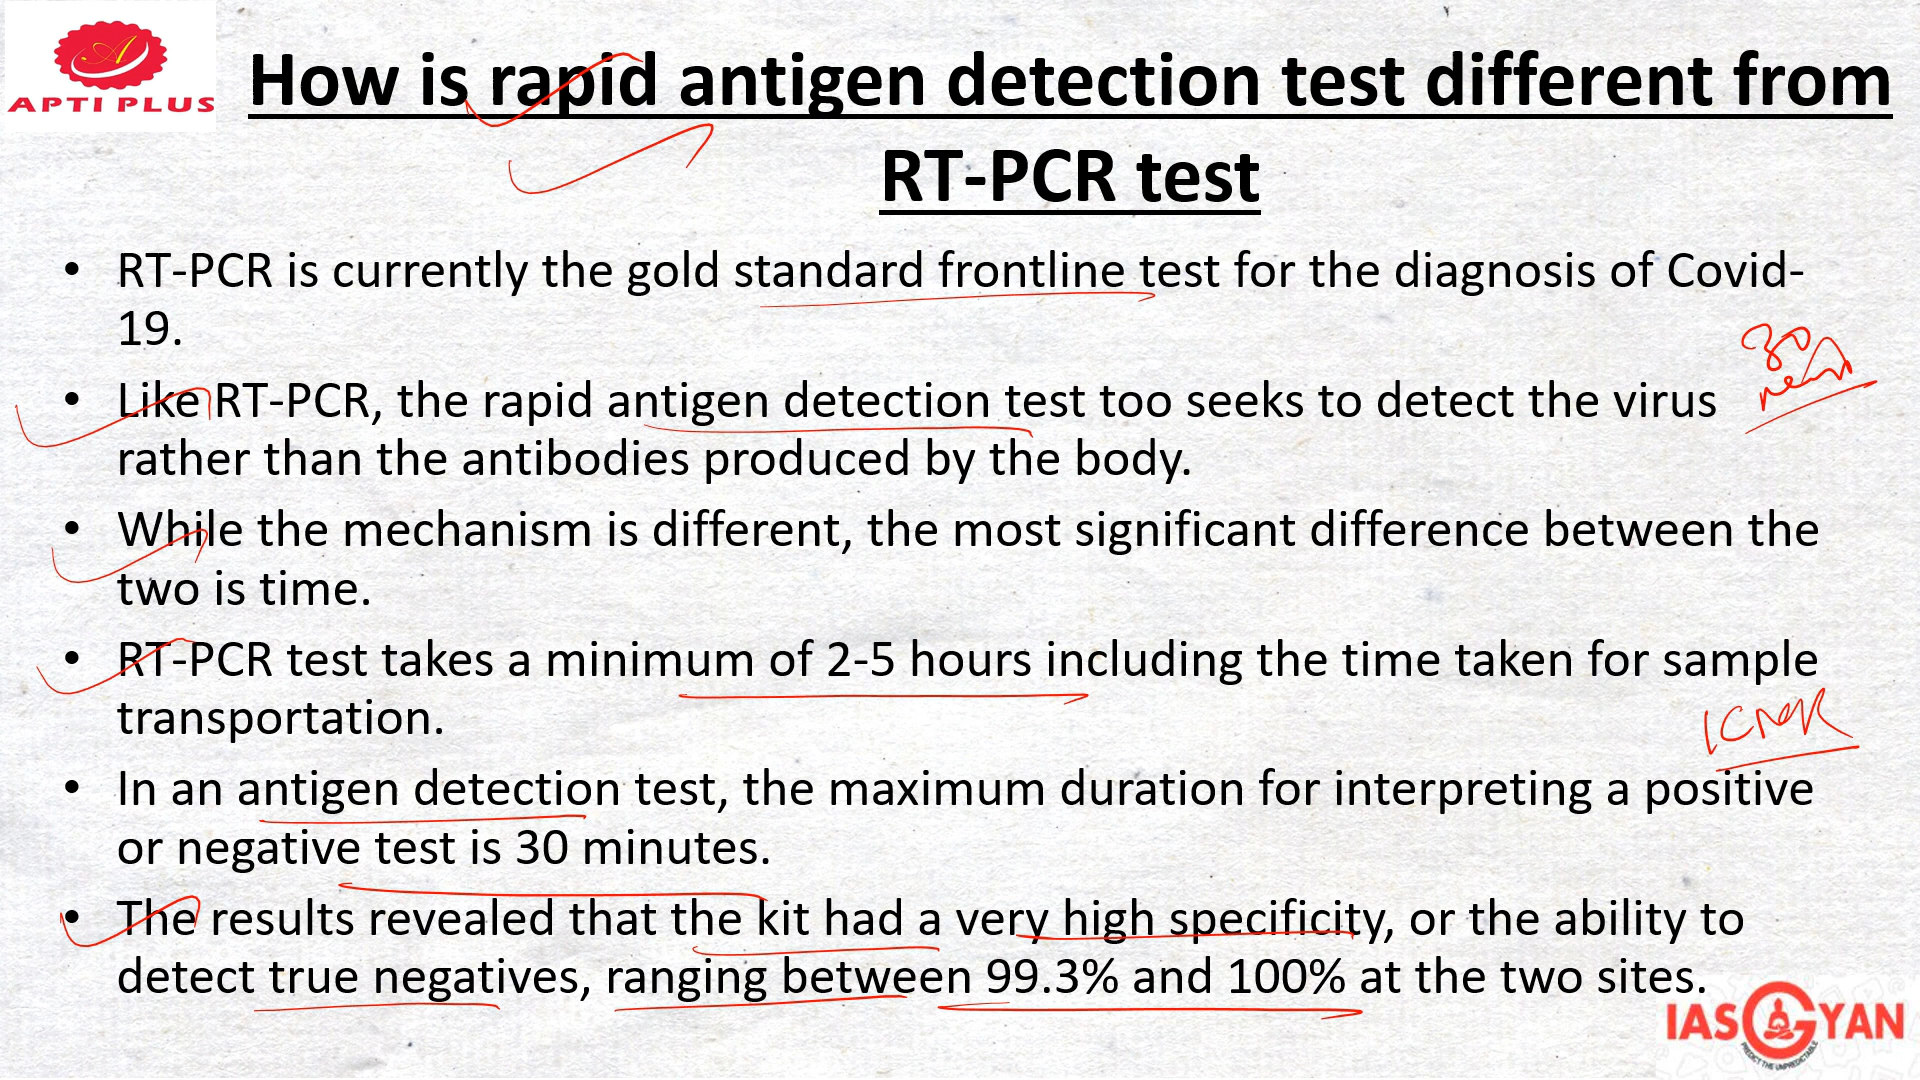 APTI PLUS
How is rapid antigen detection test different from
RT-PCR test
• RT-PCR is currently the gold standard frontline test for the diagnosis of Covid-
19.
30
• Like RT-PCR, the rapid antigen detection test too seeks to detect the virus
rather than the antibodies produced by the body.
• While the mechanism is different, the most significant difference between the
two is time.
• RT-PCR test takes a minimum of 2-5 hours including the time taken for sample
transportation.
ICMR
• In an antigen detection test, the maximum duration for interpreting a positive
or negative test is 30 minutes.
• The results revealed that the kit had a very high specificity, or the ability to
detect true negatives, ranging between 99.3% and 100% at the two sites.
IAS GYAN
PREDICT THE UNPREDICTABLE